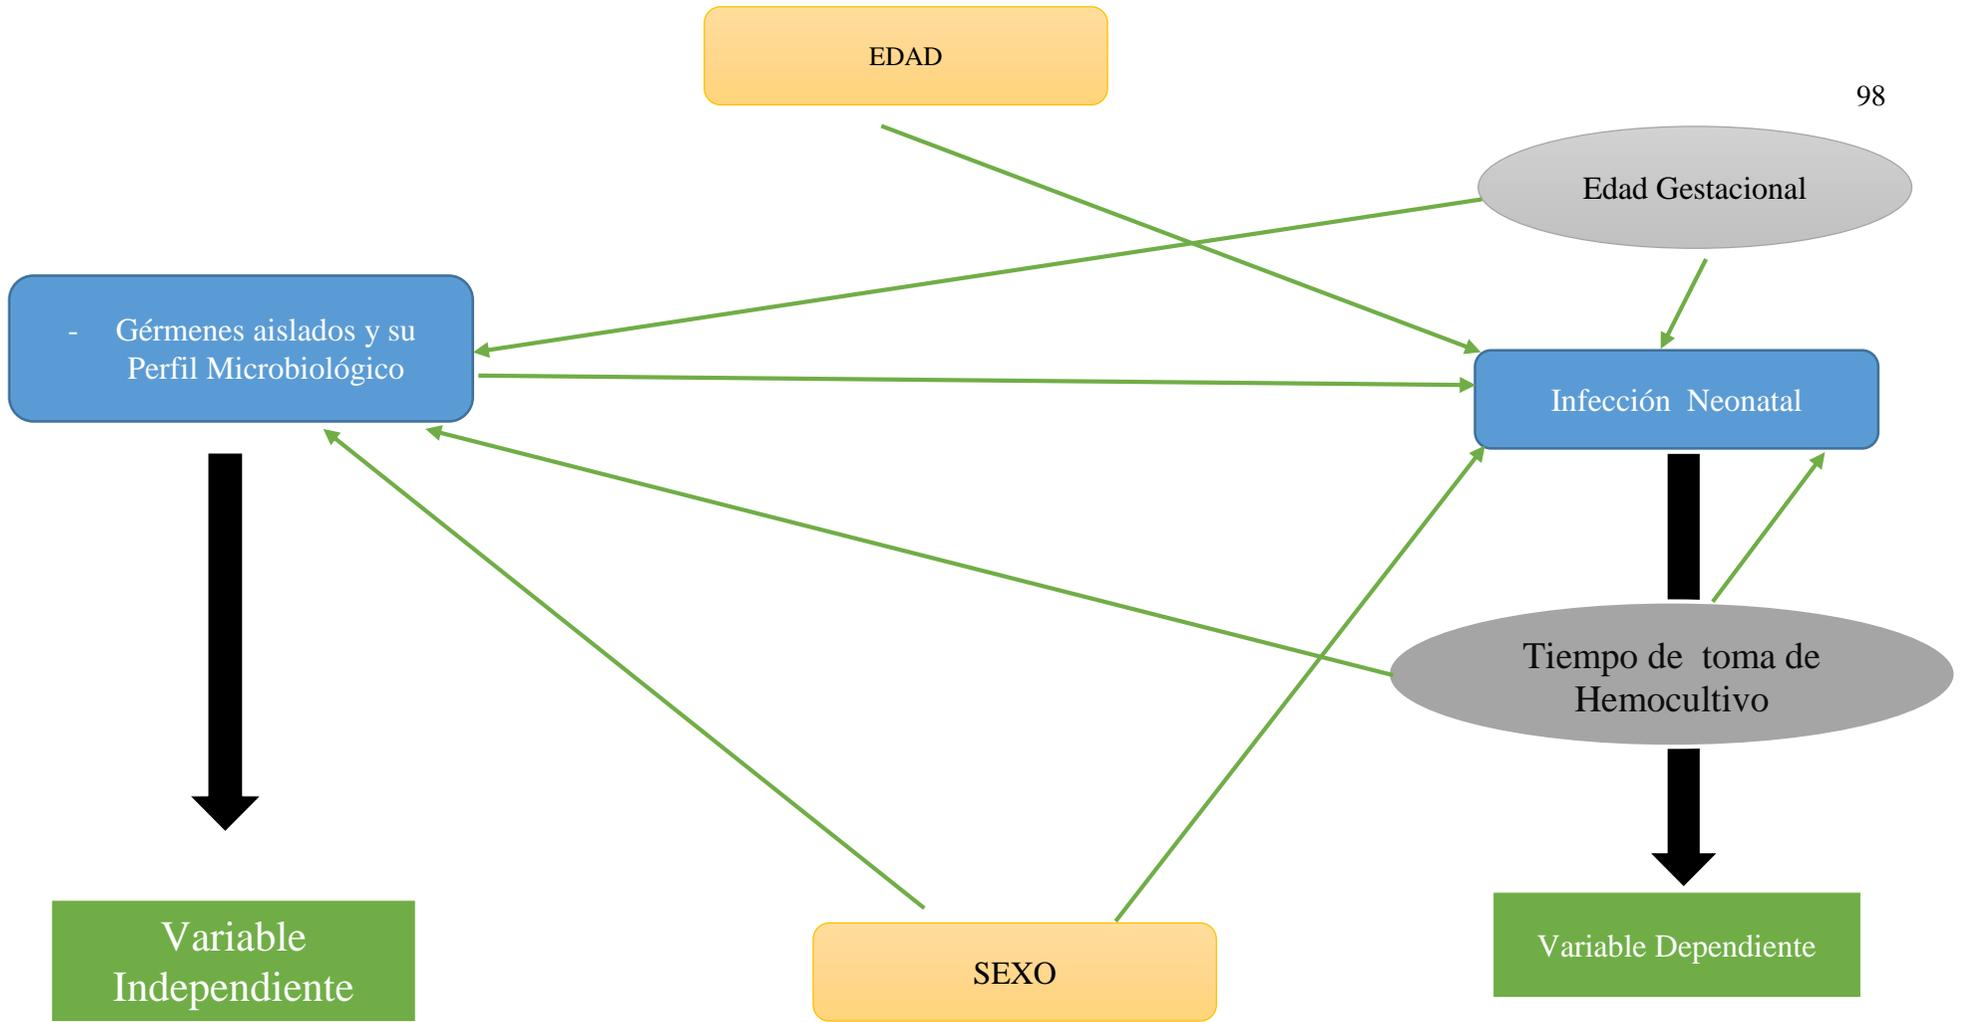 EDAD
98
Edad Gestacional
- Gérmenes aislados y su
Perfil Microbiológico
Infección Neonatal
Tiempo de toma de
Hemocultivo
Variable
Independiente
SEXO
Variable Dependiente